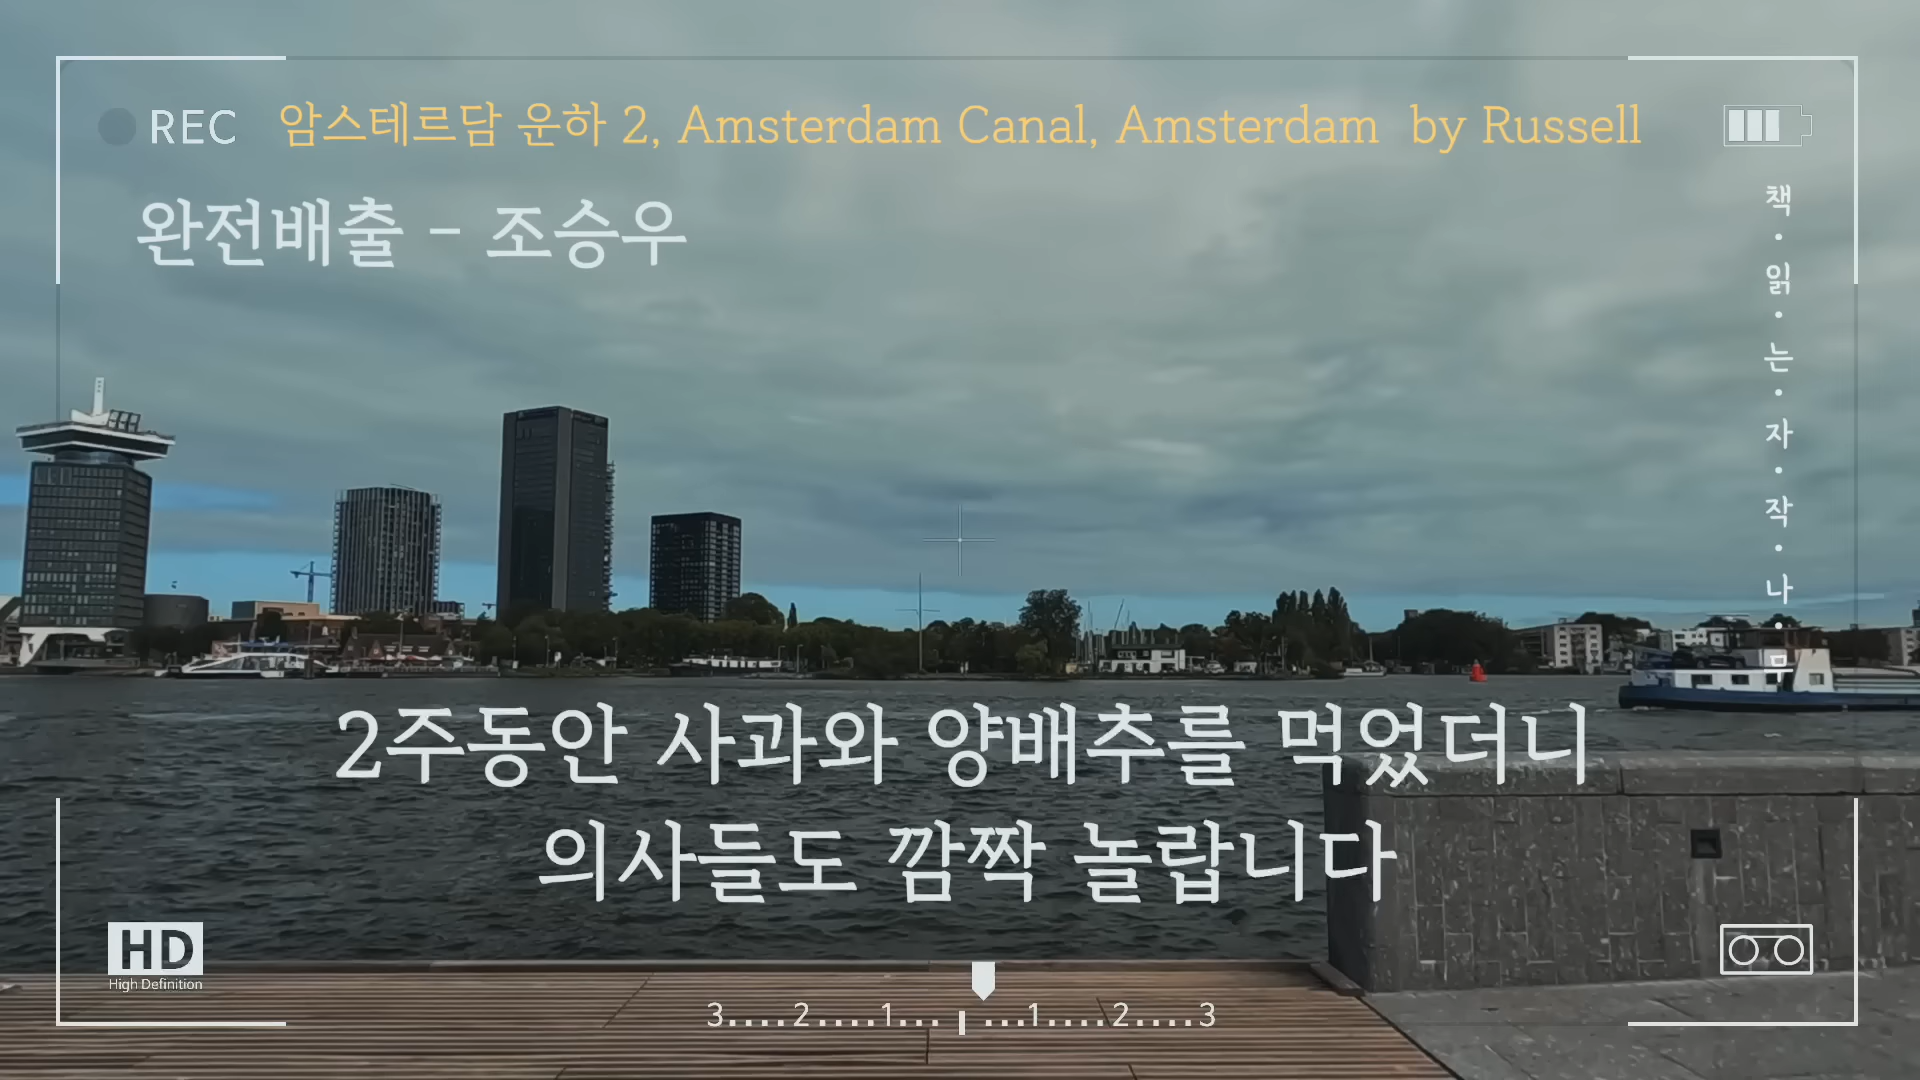 REC 암스테르담 운하 2, Amsterdam Canal, Amsterdam by Russell
완전배출 - 조승우
책·읽·는·자·작·나·무
2주동안 사과와 양배추를 먹었더니
의사들도 깜짝 놀랍니다
HD
High Definition
3....2....1... ...1....2....3